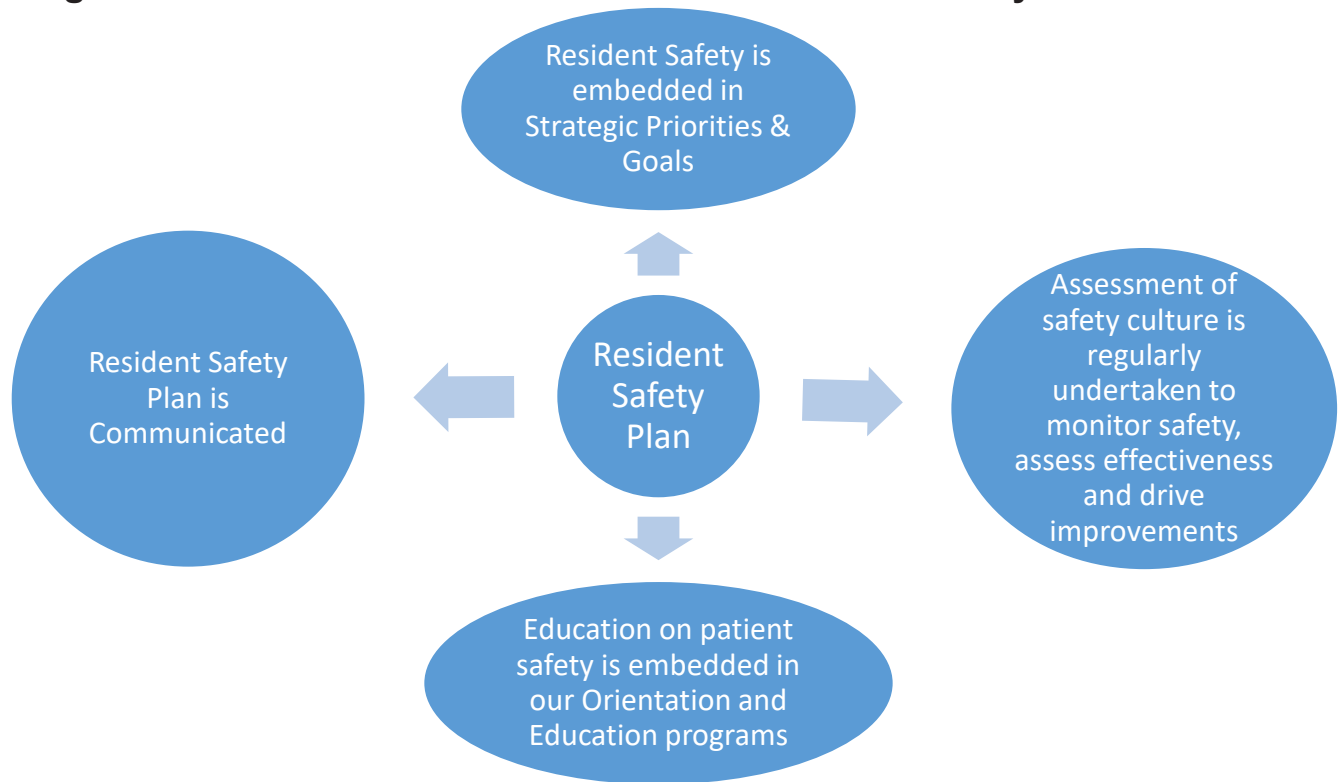 Resident Safety is
embedded in
Strategic Priorities &
Goals
Resident Safety
Plan is
Communicated
Resident
Safety
Plan
Assessment of
safety culture is
regularly
undertaken to
monitor safety,
assess effectiveness
and drive
improvements
Education on patient
safety is embedded in
our Orientation and
Education programs